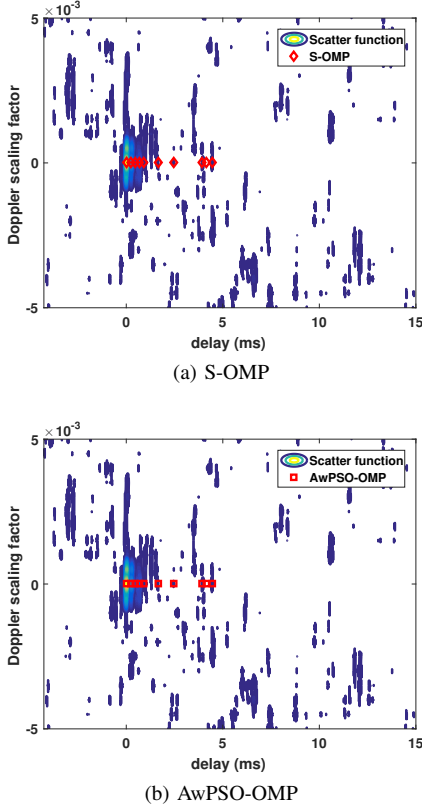 5 ×10⁻³
Scatter function
S-OMP
Doppler scaling factor
0
-5
0 5 10 15
delay (ms)
(a) S-OMP
5 ×10⁻³
Scatter function
AwPSO-OMP
Doppler scaling factor
0
-5
0 5 10 15
delay (ms)
(b) AwPSO-OMP